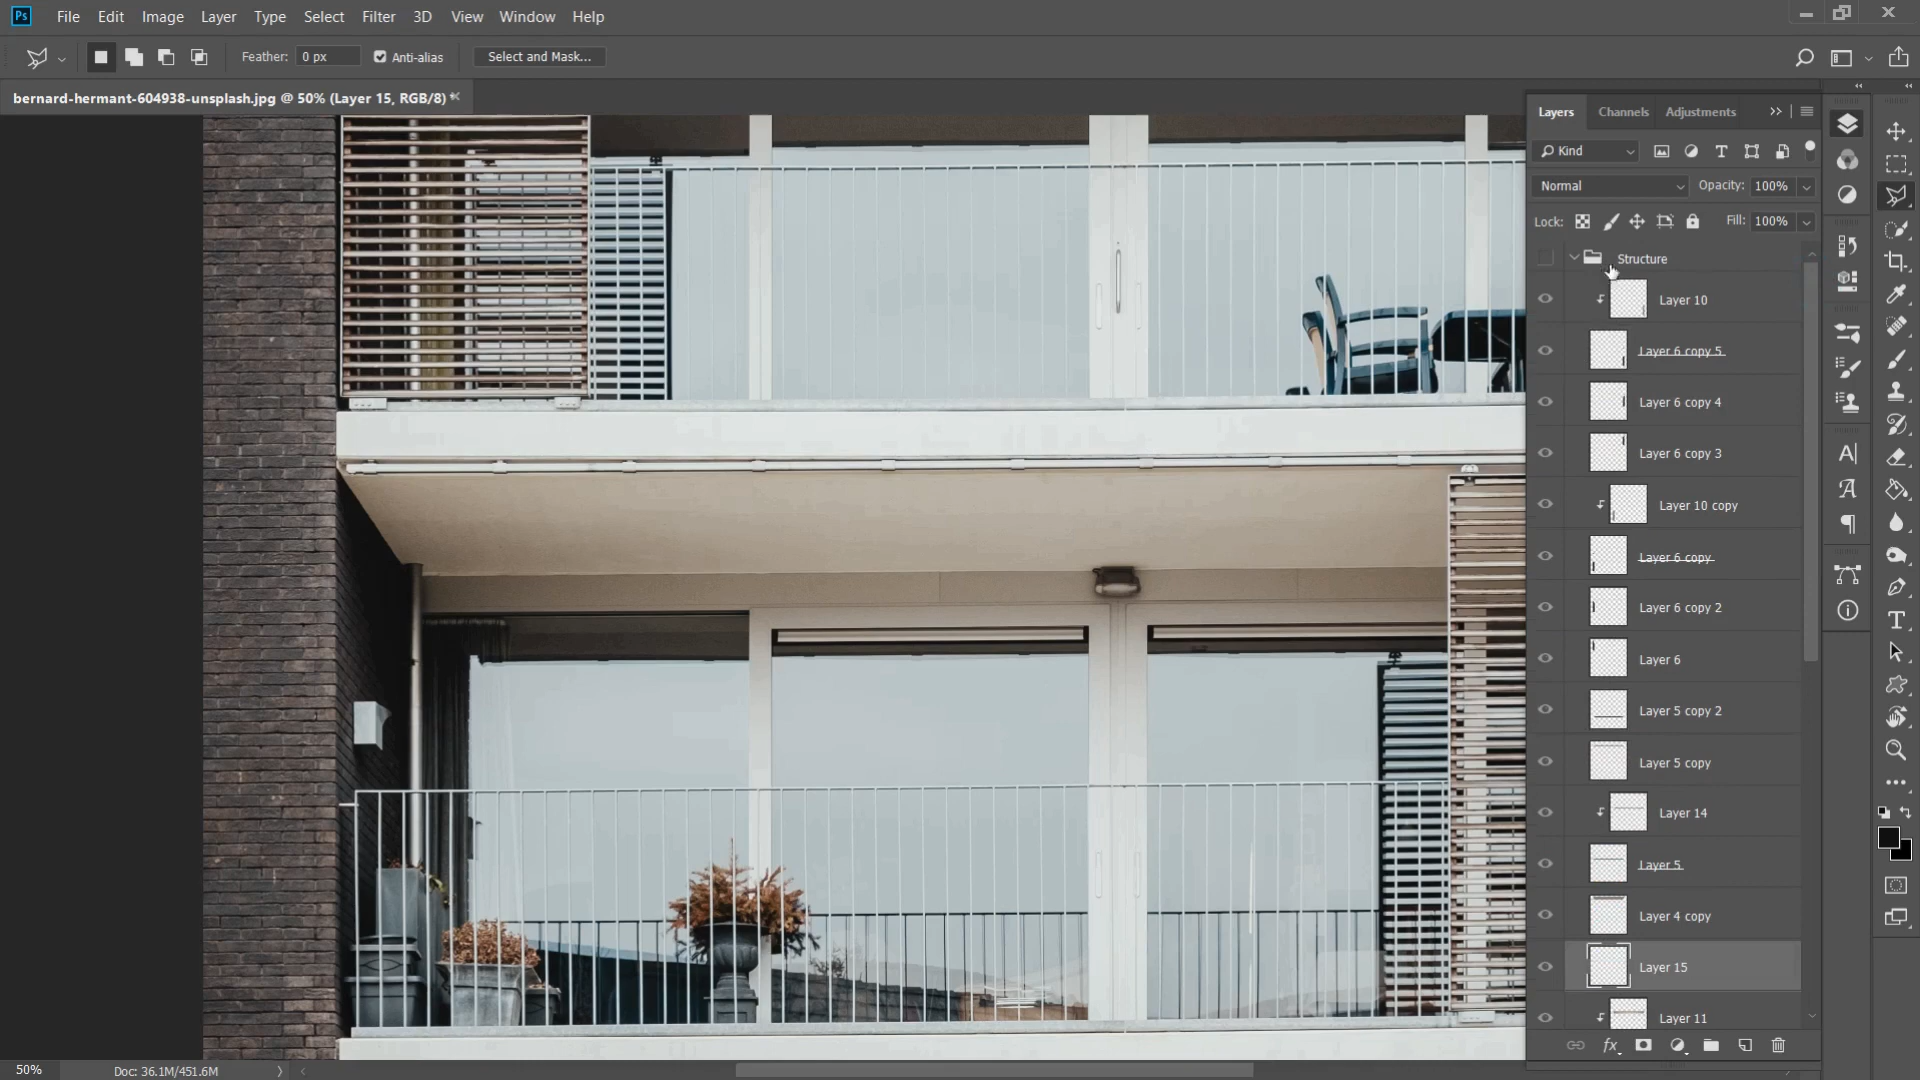 Ps File Edit Image Layer Type Select Filter 3D View Window Help
Feather: 0 px Anti-alias Select and Mask...
bernard-hermant-604938-unsplash.jpg @ 50% (Layer 15, RGB/8) *
Layers Channels Adjustments
Kind
Normal Opacity: 100%
Lock: Fill: 100%
Structure
Layer 10
Layer 6 copy 5
Layer 6 copy 4
Layer 6 copy 3
Layer 10 copy
Layer 6 copy
Layer 6 copy 2
Layer 6
Layer 5 copy 2
Layer 5 copy
Layer 14
Layer 5
Layer 4 copy
Layer 15
Layer 11
fx
50% Doc: 36.1M/451.6M